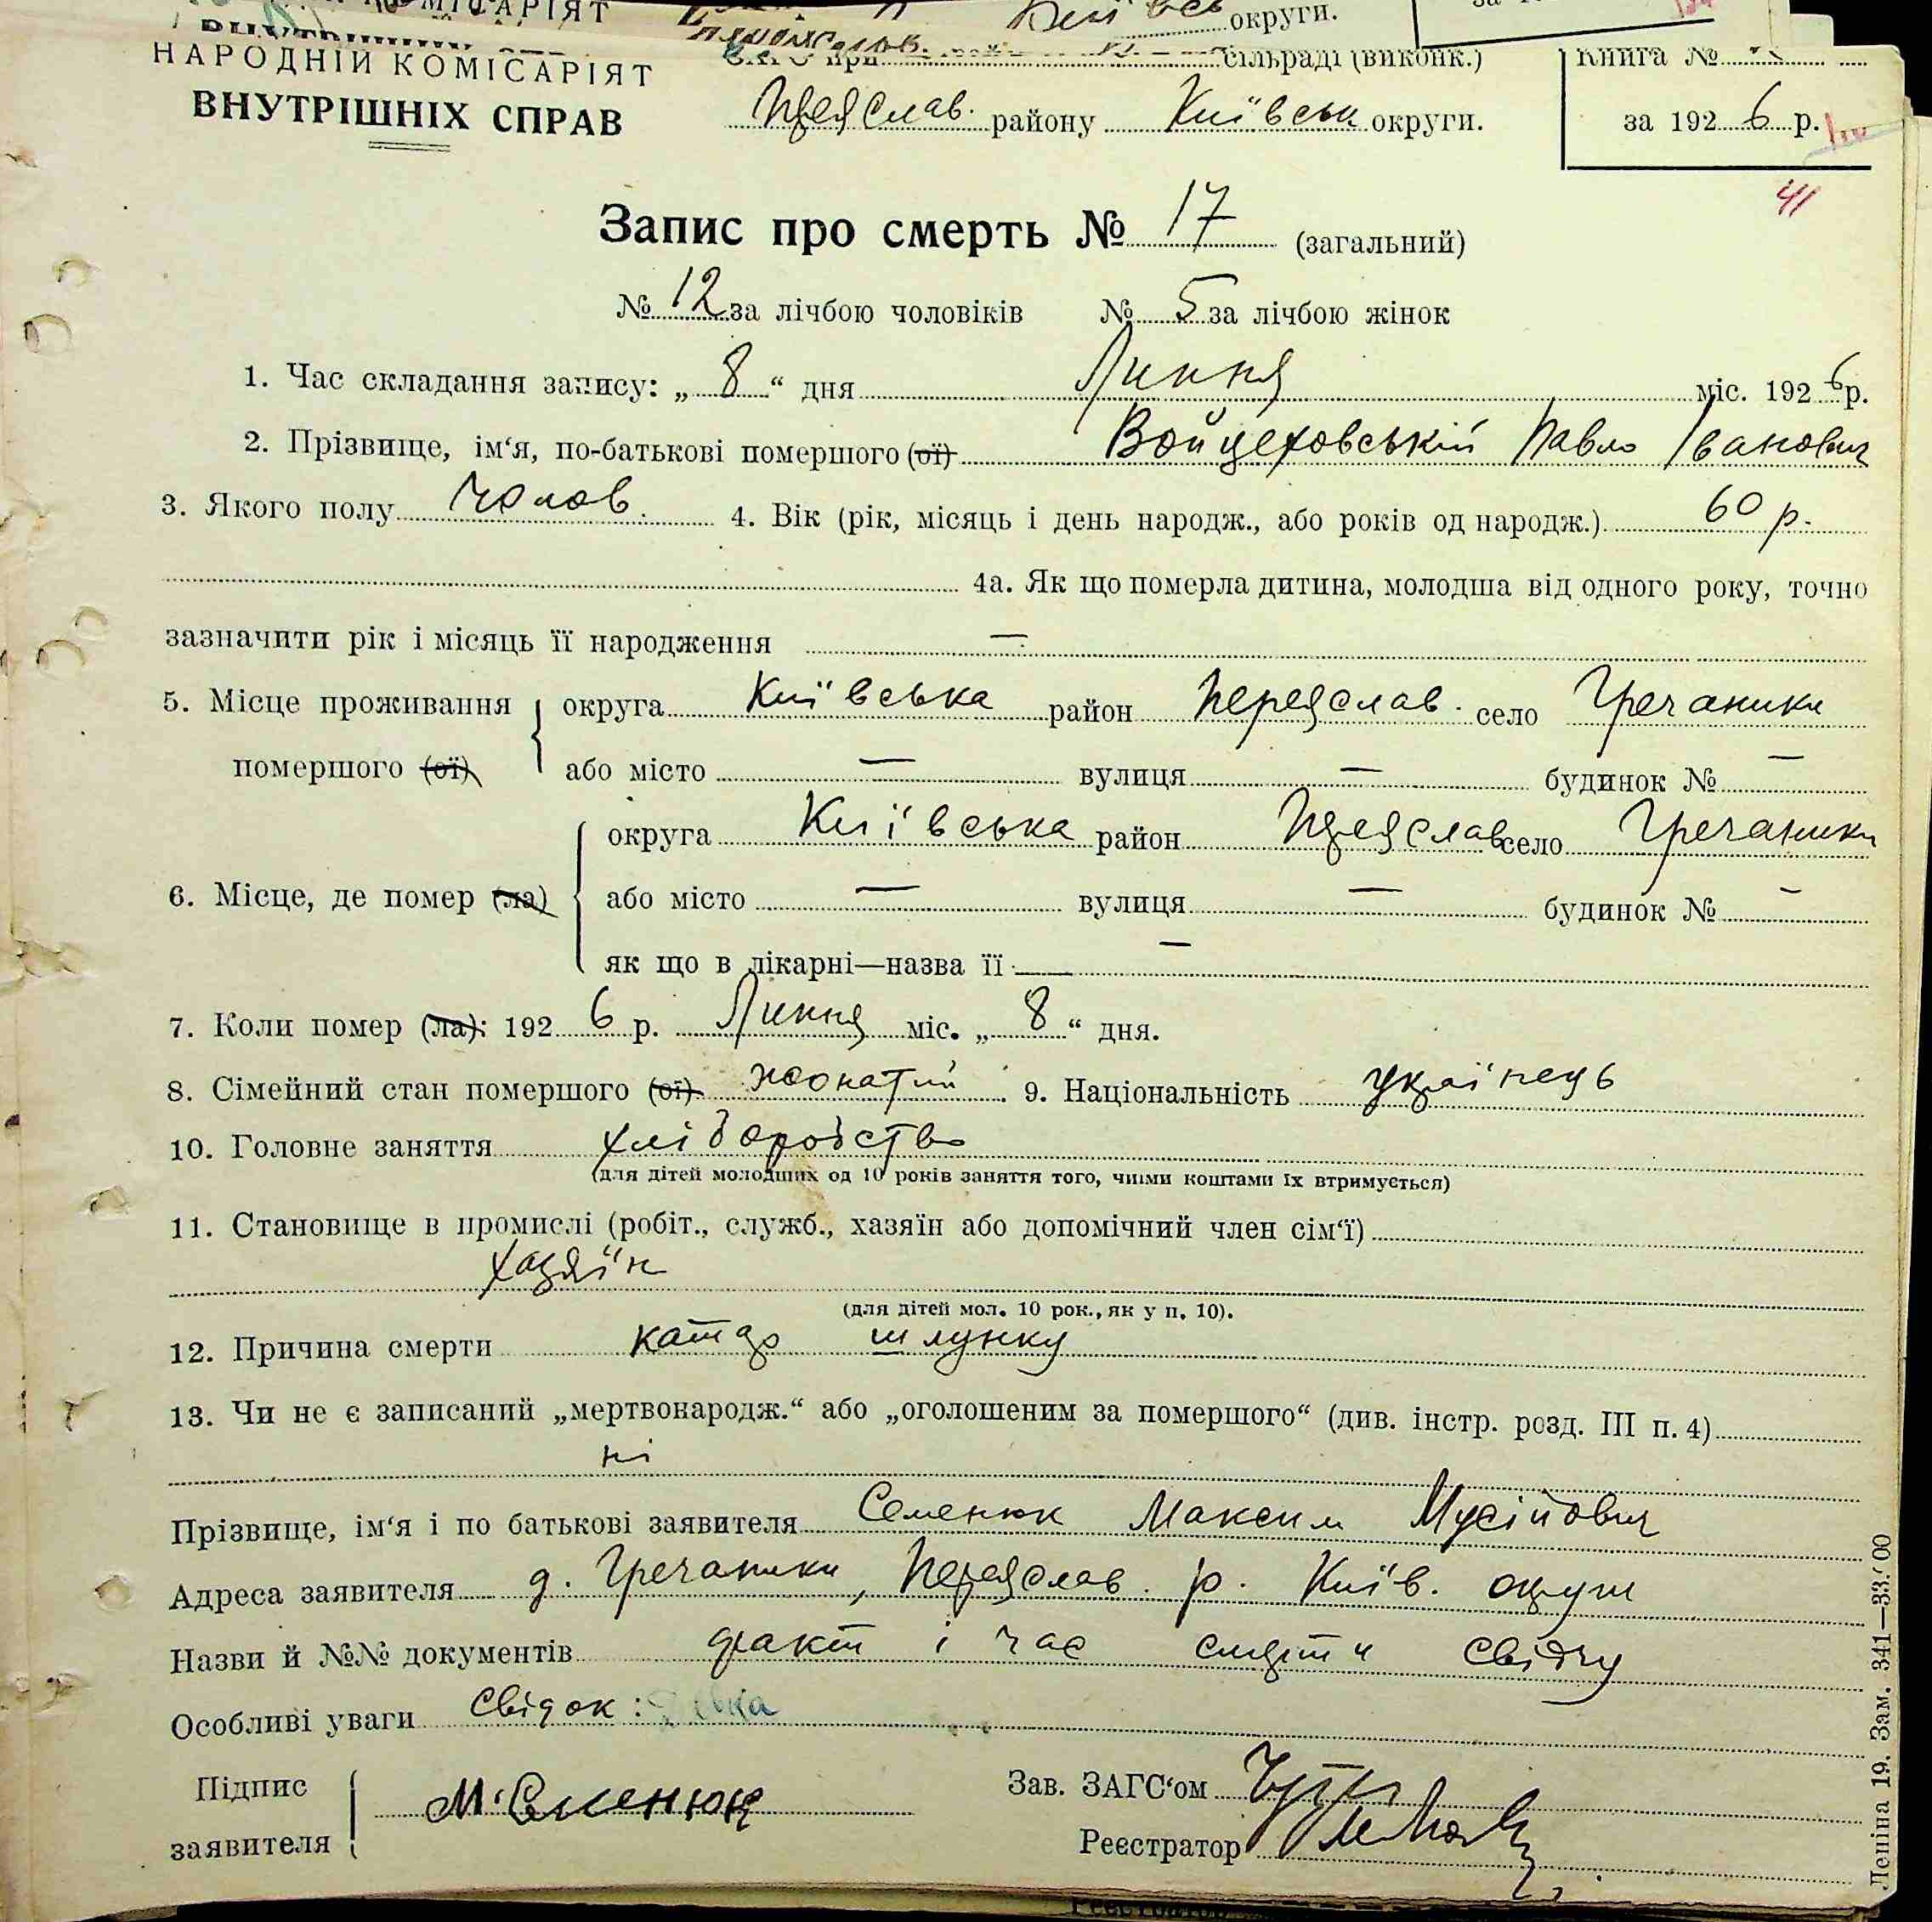 округи.
НАРОДНІЙ КОМІСАРІЯТ
ВНУТРІШНІХ СПРАВ
сільраді (виконк.)
Переяслав. району Київськ округи.
Книга №
за 1926 р.
41
Запис про смерть № 17 (загальний)
№ 12 за лічбою чоловіків № 5 за лічбою жінок
1. Час складання запису: „ 8 “ дня Липня міс. 1926 р.
2. Прізвище, ім‘я, по-батькові помершого (ої) Войцеховський Павло Іванович
3. Якого полу чолов. 4. Вік (рік, місяць і день народж., або років од народж.) 60 р.
4а. Як що померла дитина, молодша від одного року, точно
зазначити рік і місяць її народження —
5. Місце проживання округа Київська район Переяслав. село Гречаники
помершого (ої) або місто — вулиця — будинок № —
округа Київська район Переяслав село Гречаники
6. Місце, де помер (ла) або місто — вулиця — будинок № —
як що в лікарні—назва її —
7. Коли помер (ла): 1926 р. Липня міс. „ 8 “ дня.
8. Сімейний стан помершого (ої). жонатий . 9. Національність українець
10. Головне заняття хліборобство
(для дітей молодших од 10 років заняття того, чиїми коштами їх втримується)
11. Становище в промислі (робіт., служб., хазяїн або допомічний член сім‘ї)
хазяїн
(для дітей мол. 10 рок., як у п. 10).
12. Причина смерти катар шлунку
13. Чи не є записаний „мертвонародж.“ або „оголошеним за помершого“ (див. інстр. розд. III п. 4)
ні
Прізвище, ім‘я і по батькові заявителя Семенюк Максим Мусійович
Адреса заявителя д. Гречаники, Переяслав. р. Київ. округи
Назви й №№ документів факт і час смерти свідчу
Особливі уваги Свідок:
Підпис
заявителя М. Семенюк
Зав. ЗАГС‘ом
Реєстратор
Леніна 19. Зам. 341—33.